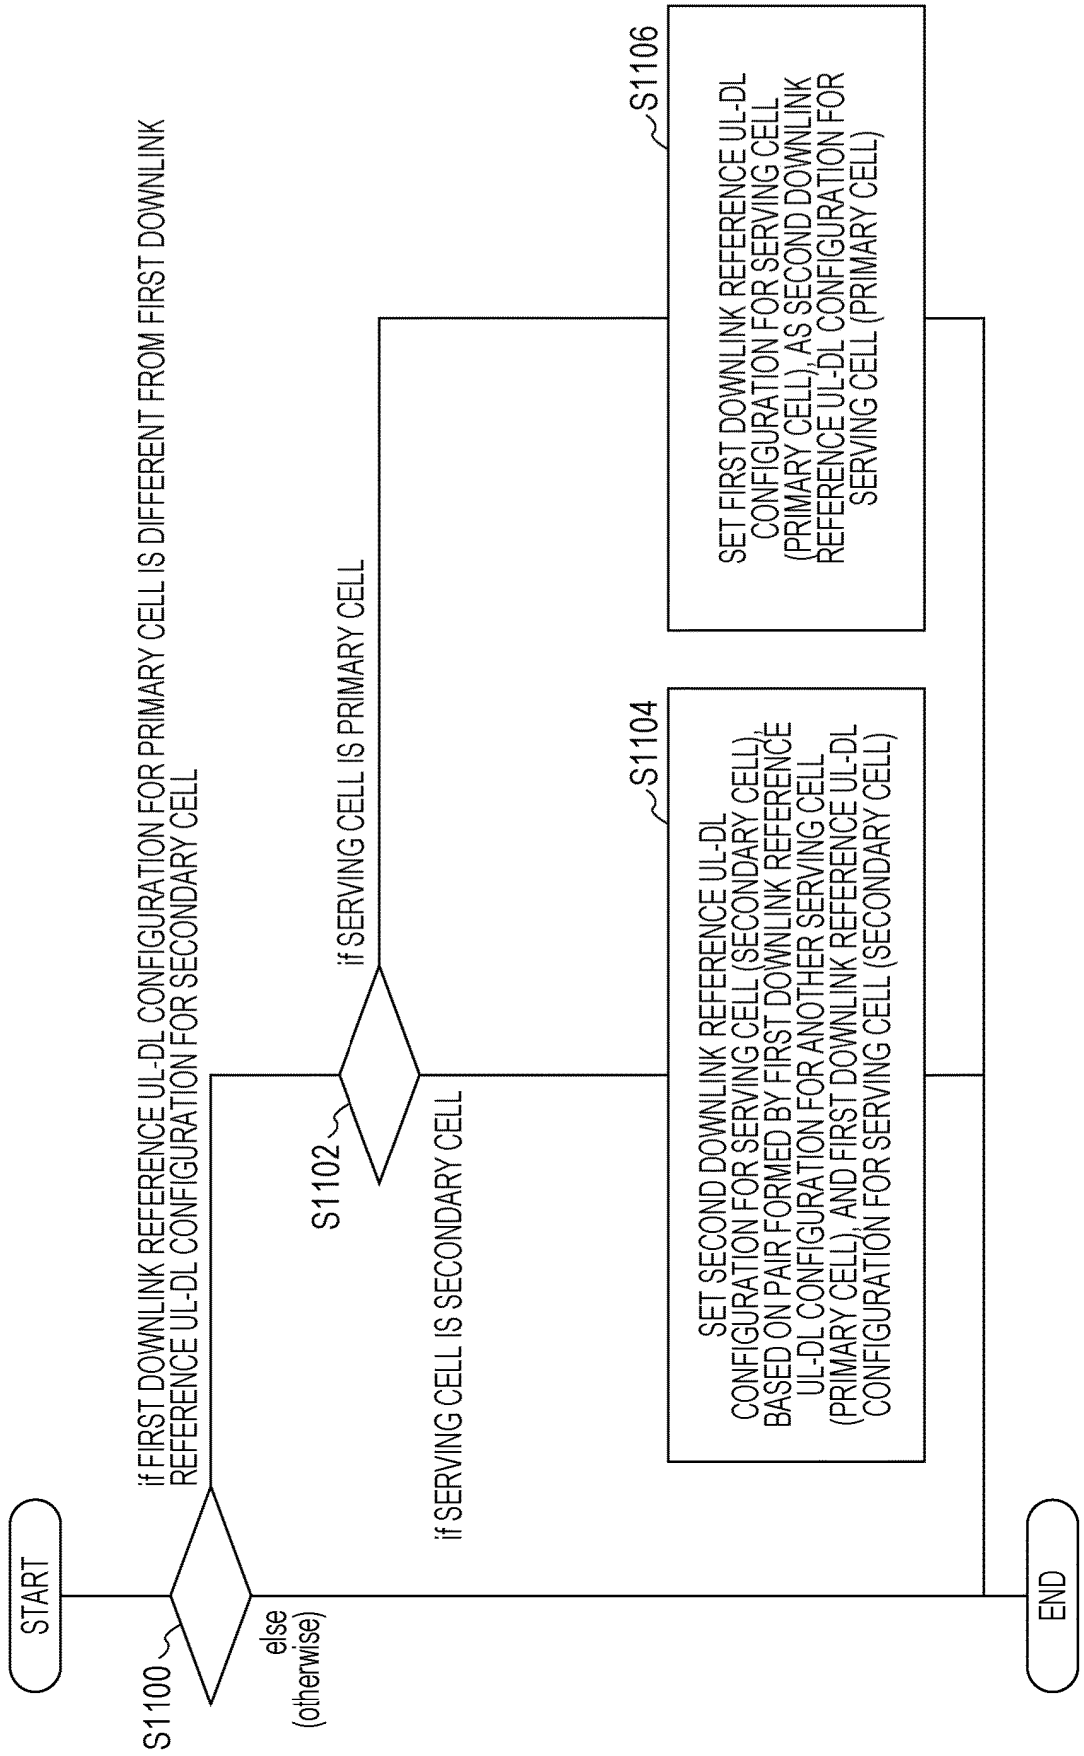 START
S1100
if FIRST DOWNLINK REFERENCE UL-DL CONFIGURATION FOR PRIMARY CELL IS DIFFERENT FROM FIRST DOWNLINK
REFERENCE UL-DL CONFIGURATION FOR SECONDARY CELL
else
(otherwise)
S1102
if SERVING CELL IS PRIMARY CELL
if SERVING CELL IS SECONDARY CELL
S1104
SET SECOND DOWNLINK REFERENCE UL-DL
CONFIGURATION FOR SERVING CELL (SECONDARY CELL),
BASED ON PAIR FORMED BY FIRST DOWNLINK REFERENCE
UL-DL CONFIGURATION FOR ANOTHER SERVING CELL
(PRIMARY CELL), AND FIRST DOWNLINK REFERENCE UL-DL
CONFIGURATION FOR SERVING CELL (SECONDARY CELL)
S1106
SET FIRST DOWNLINK REFERENCE UL-DL
CONFIGURATION FOR SERVING CELL
(PRIMARY CELL), AS SECOND DOWNLINK
REFERENCE UL-DL CONFIGURATION FOR
SERVING CELL (PRIMARY CELL)
END